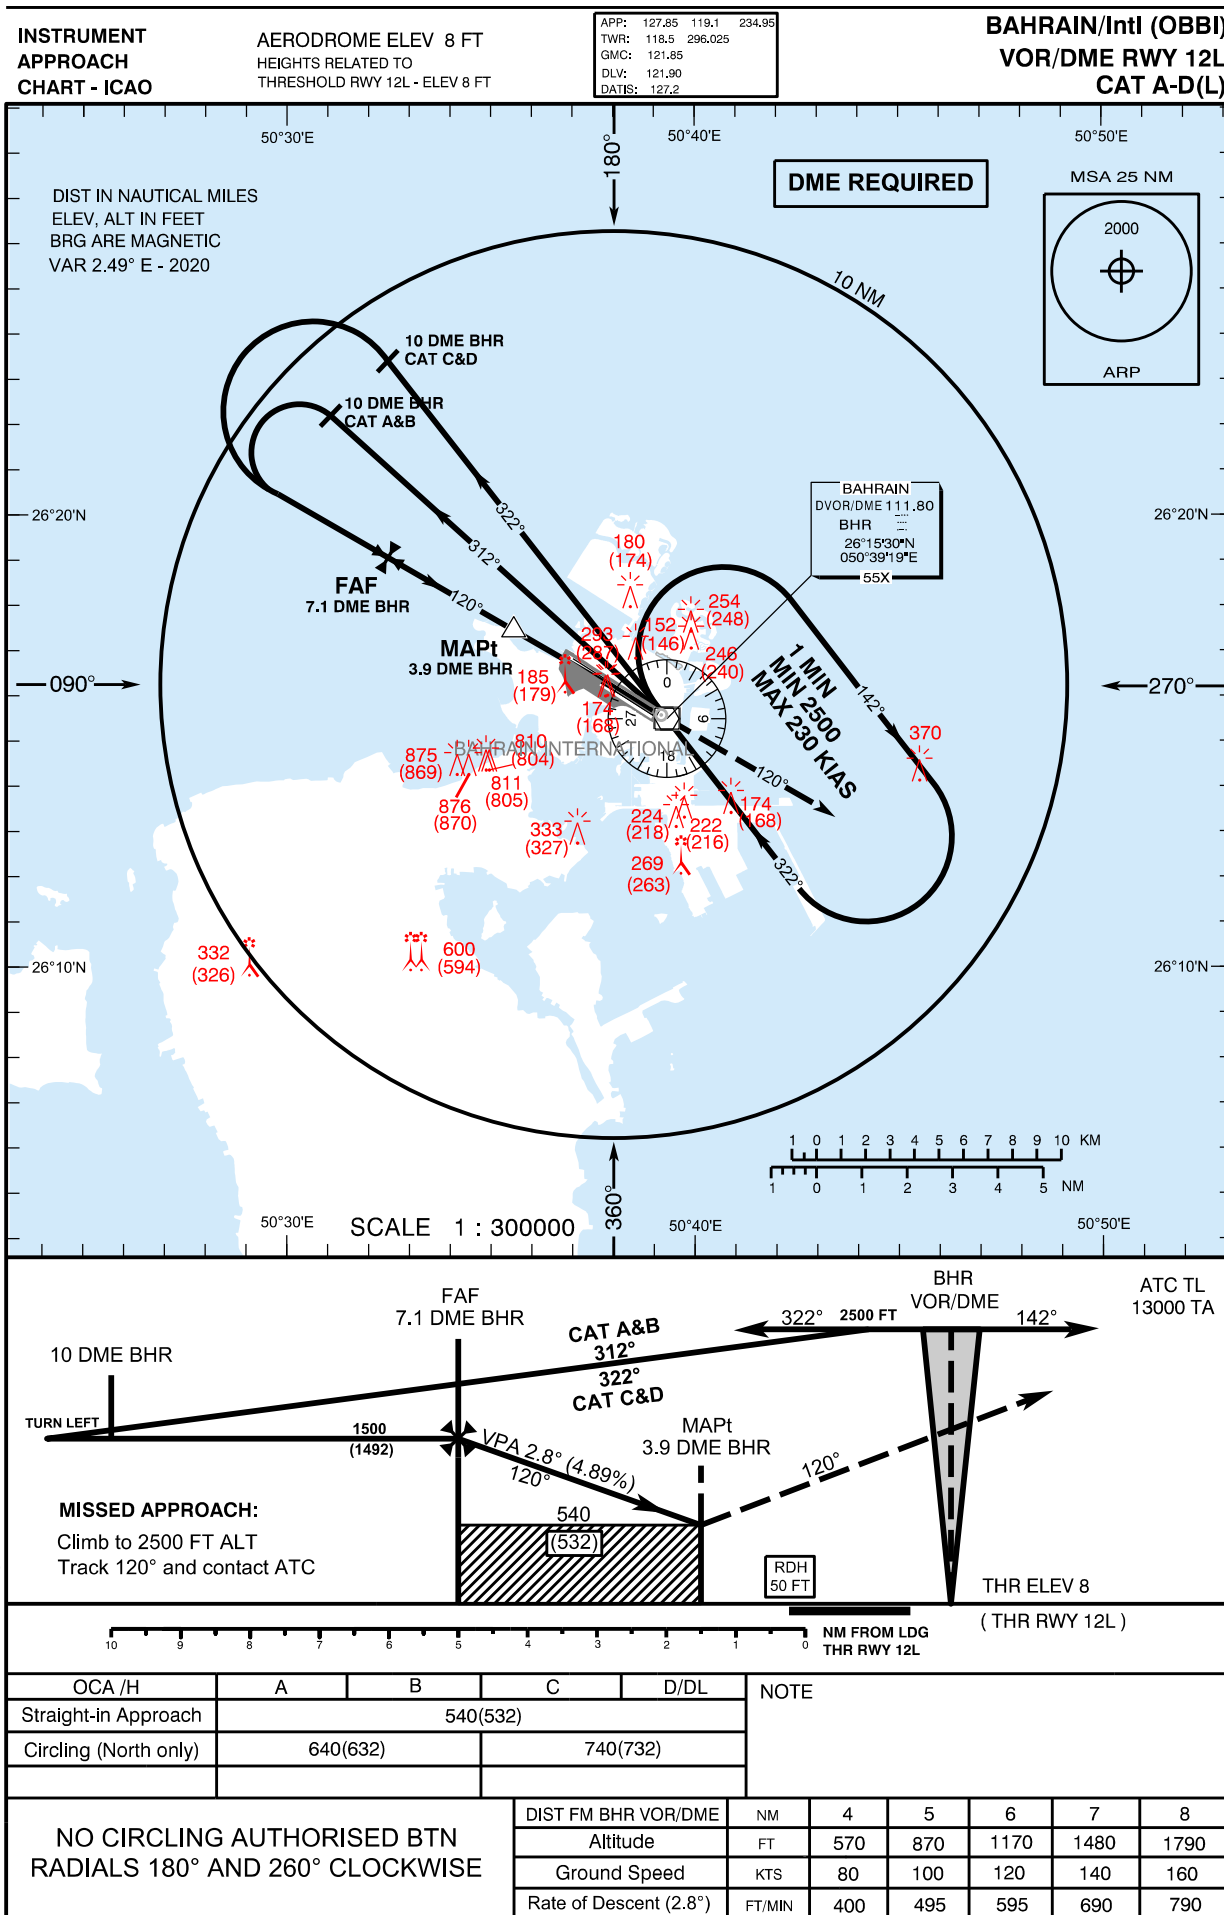 INSTRUMENT
APPROACH
CHART - ICAO
AERODROME ELEV 8 FT
HEIGHTS RELATED TO
THRESHOLD RWY 12L - ELEV 8 FT
APP: 127.85 119.1 234.95
TWR: 118.5 296.025
GMC: 121.85
DLV: 121.90
DATIS: 127.2
BAHRAIN/Intl (OBBI)
VOR/DME RWY 12L
CAT A-D(L)
50°30'E
180°
50°40'E
50°50'E
DIST IN NAUTICAL MILES
ELEV, ALT IN FEET
BRG ARE MAGNETIC
VAR 2.49° E - 2020
DME REQUIRED
MSA 25 NM
2000
ARP
10 NM
10 DME BHR
CAT C&D
10 DME BHR
CAT A&B
322°
312°
120°
26°20'N
26°20'N
BAHRAIN
DVOR/DME 111.80
BHR
26°15'30"N
050°39'19"E
55X
FAF
7.1 DME BHR
MAPt
3.9 DME BHR
180
(174)
254
(248)
293
(287)
152
(146)
246
(240)
185
(179)
174
(168)
090°
270°
0
9
18
27
1 MIN
MIN 2500
MAX 230 KIAS
142°
370
120°
BAHRAIN INTERNATIONAL
875
(869)
810
(804)
811
(805)
876
(870)
333
(327)
224
(218)
222
(216)
174
(168)
269
(263)
322°
332
(326)
600
(594)
26°10'N
26°10'N
1 0 1 2 3 4 5 6 7 8 9 10 KM
1 0 1 2 3 4 5 NM
50°30'E
SCALE 1 : 300000
360°
50°40'E
50°50'E
FAF
7.1 DME BHR
BHR
VOR/DME
ATC TL
13000 TA
10 DME BHR
CAT A&B
312°
322°
CAT C&D
322°
2500 FT
142°
TURN LEFT
1500
(1492)
VPA 2.8° (4.89%)
120°
MAPt
3.9 DME BHR
120°
540
(532)
MISSED APPROACH:
Climb to 2500 FT ALT
Track 120° and contact ATC
RDH
50 FT
THR ELEV 8
( THR RWY 12L )
10 9 8 7 6 5 4 3 2 1 0
NM FROM LDG
THR RWY 12L
OCA /H A B C D/DL
NOTE
Straight-in Approach 540(532)
Circling (North only) 640(632) 740(732)
NO CIRCLING AUTHORISED BTN
RADIALS 180° AND 260° CLOCKWISE
DIST FM BHR VOR/DME NM 4 5 6 7 8
Altitude FT 570 870 1170 1480 1790
Ground Speed KTS 80 100 120 140 160
Rate of Descent (2.8°) FT/MIN 400 495 595 690 790